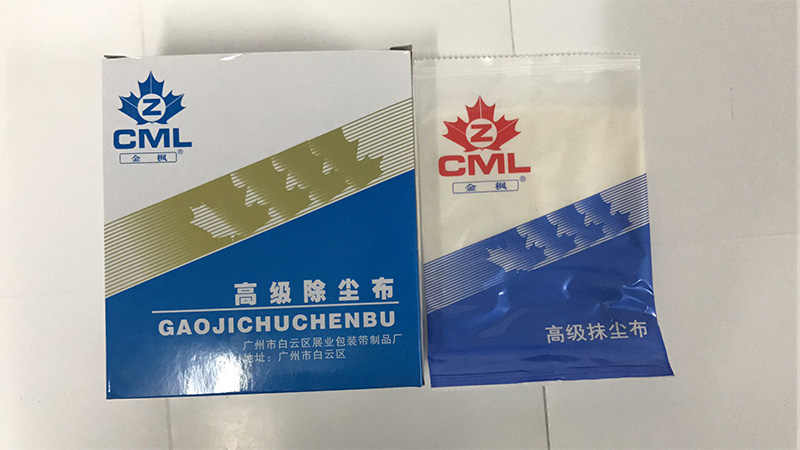 Z
CML
金枫®
高级除尘布
GAOJICHUCHENBU
广州市白云区展业包装带制品厂
地址：广州市白云区
Z
CML
金枫®
高级抹尘布